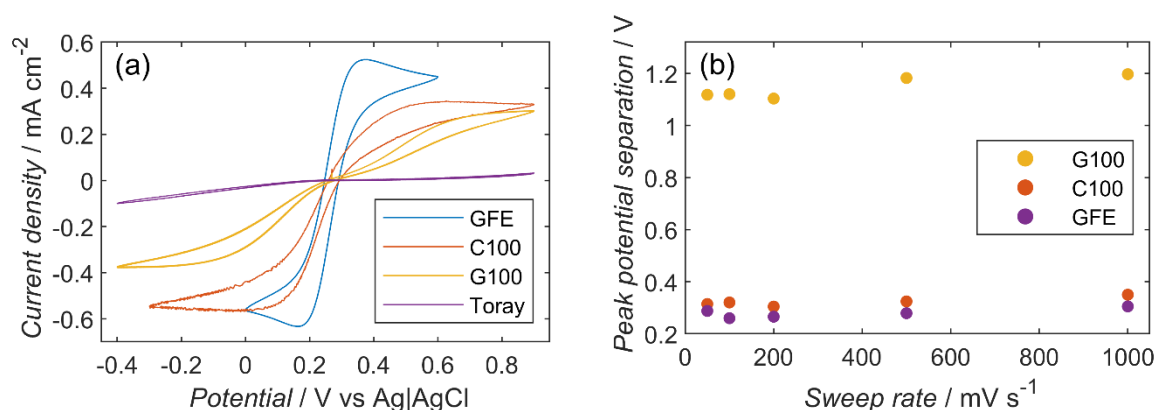 (a)
Current density / mA cm⁻²
0.6
0.4
0.2
0
-0.2
-0.4
-0.6
-0.4
-0.2
0
0.2
0.4
0.6
0.8
Potential / V vs Ag|AgCl
GFE
C100
G100
Toray
(b)
Peak potential separation / V
1.2
1
0.8
0.6
0.4
0.2
0
200
400
600
800
1000
Sweep rate / mV s⁻¹
G100
C100
GFE